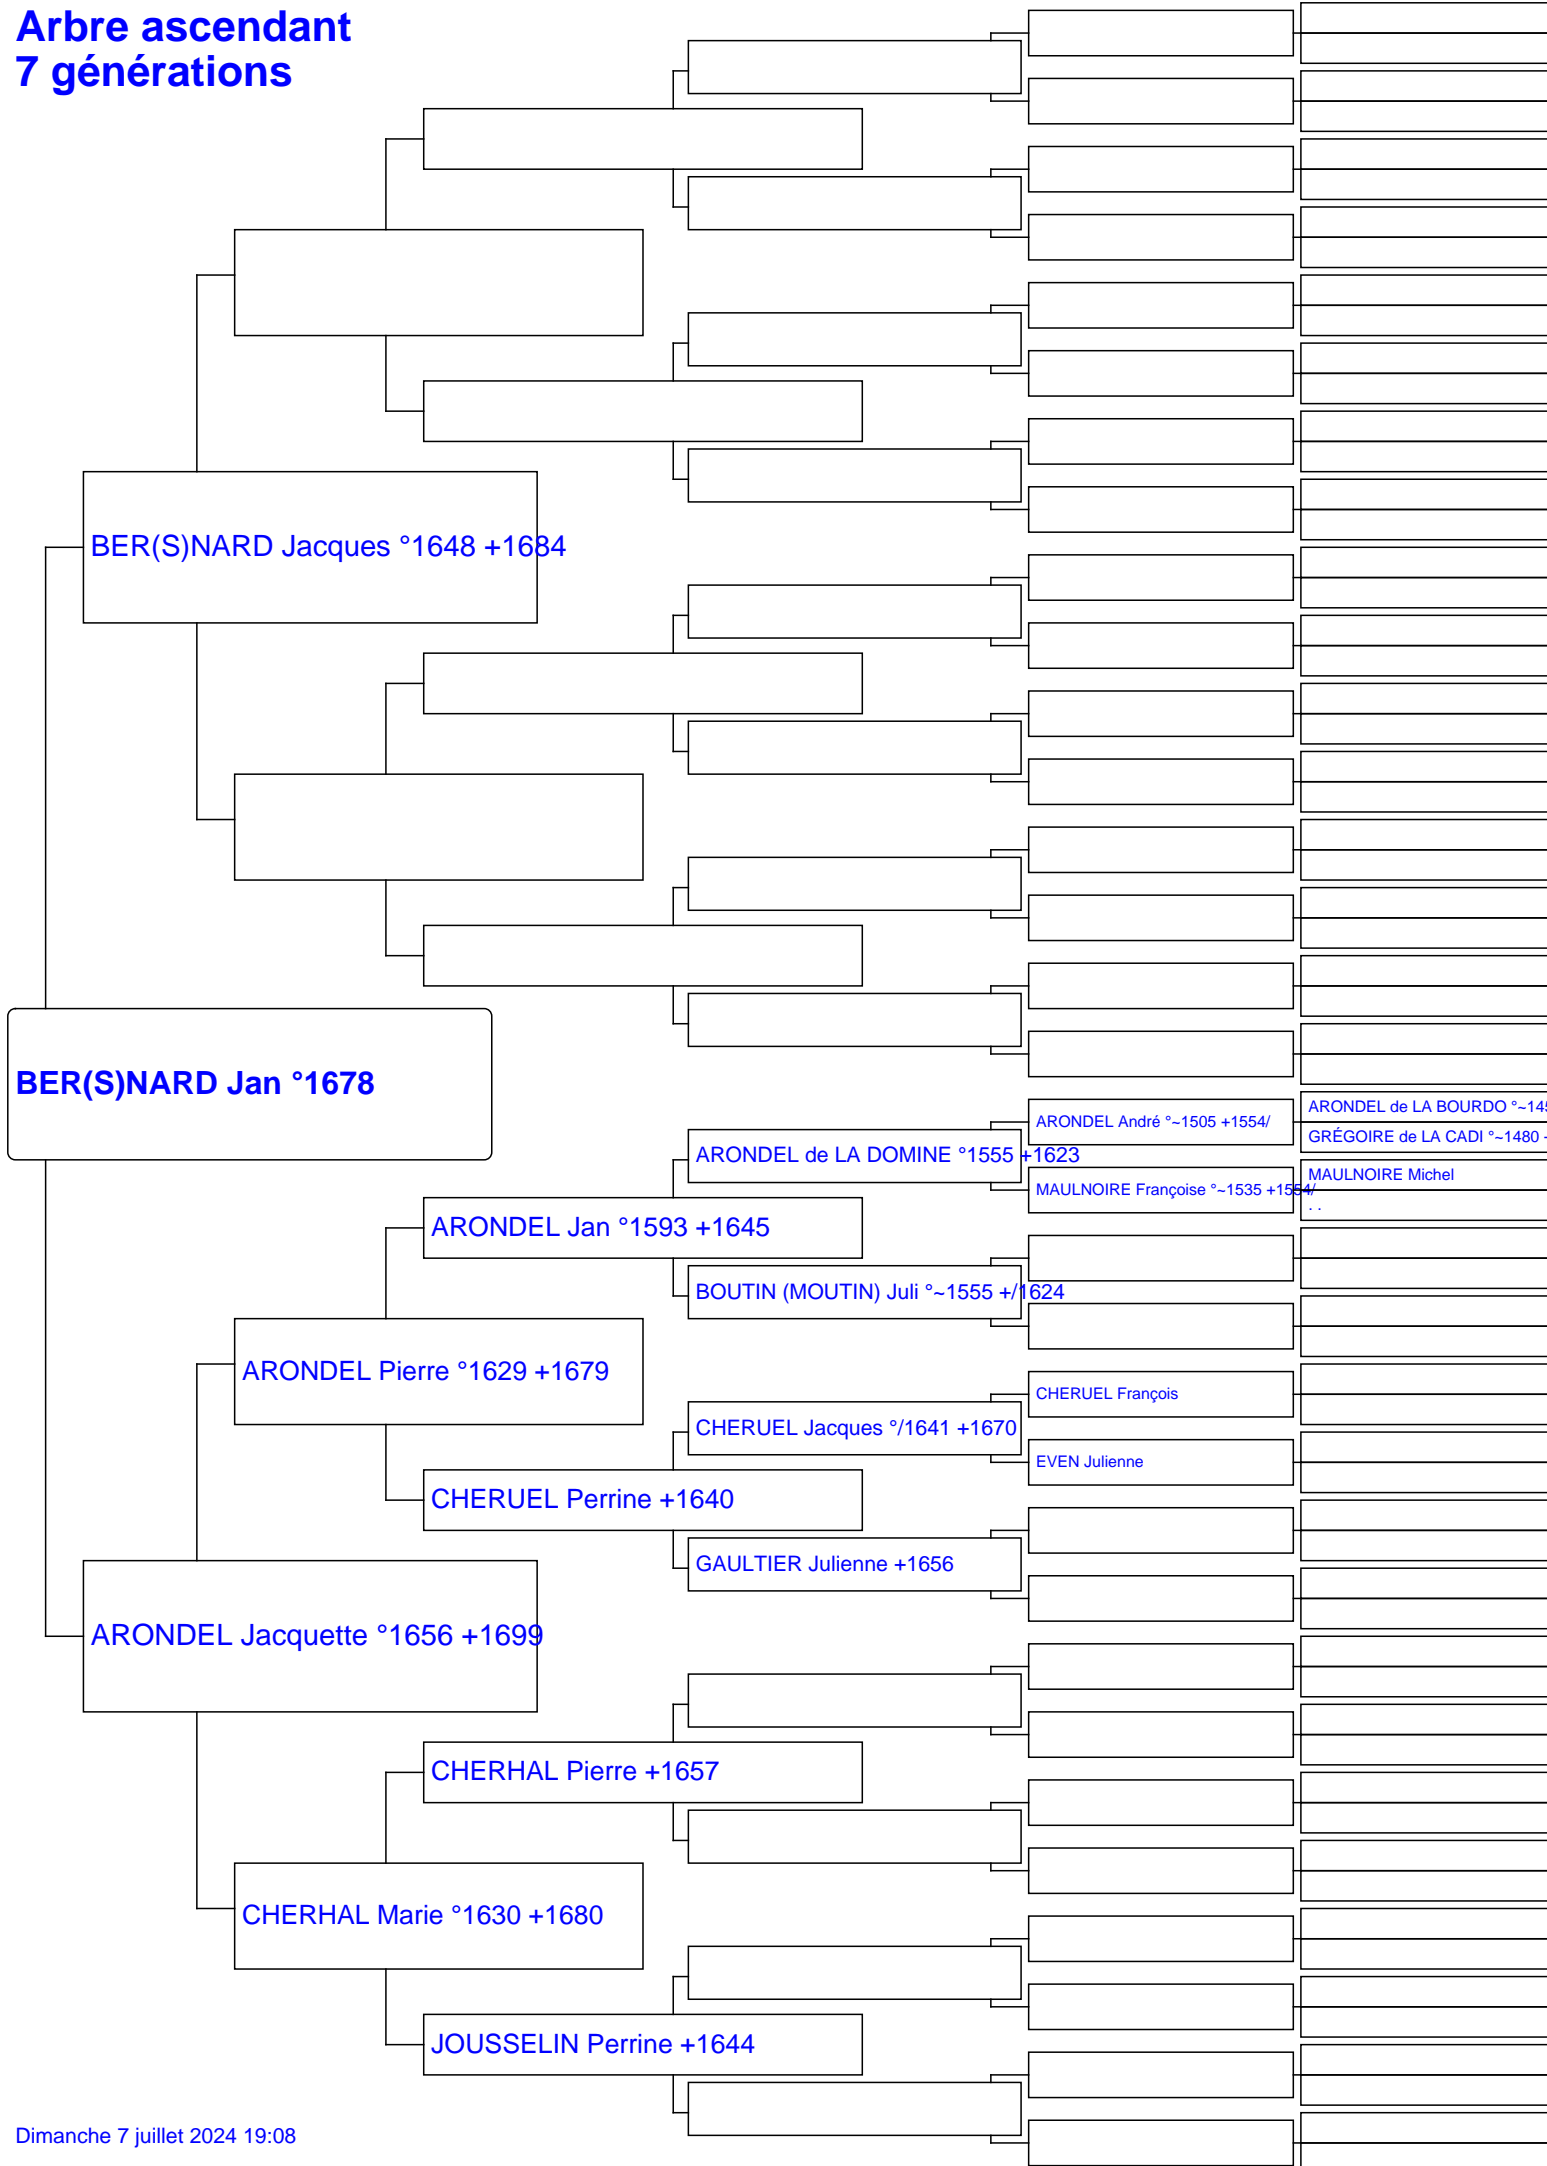 Arbre ascendant
7 générations
BER(S)NARD Jacques °1648 +1684
BER(S)NARD Jan °1678
ARONDEL André °~1505 +1554/
ARONDEL de LA BOURDO °~145
GRÉGOIRE de LA CADI °~1480 +
ARONDEL de LA DOMINE °1555 +1623
MAULNOIRE Françoise °~1535 +1554/
MAULNOIRE Michel
. .
ARONDEL Jan °1593 +1645
BOUTIN (MOUTIN) Juli °~1555 +/1624
ARONDEL Pierre °1629 +1679
CHERUEL François
CHERUEL Jacques °/1641 +1670
EVEN Julienne
CHERUEL Perrine +1640
GAULTIER Julienne +1656
ARONDEL Jacquette °1656 +1699
CHERHAL Pierre +1657
CHERHAL Marie °1630 +1680
JOUSSELIN Perrine +1644
Dimanche 7 juillet 2024 19:08